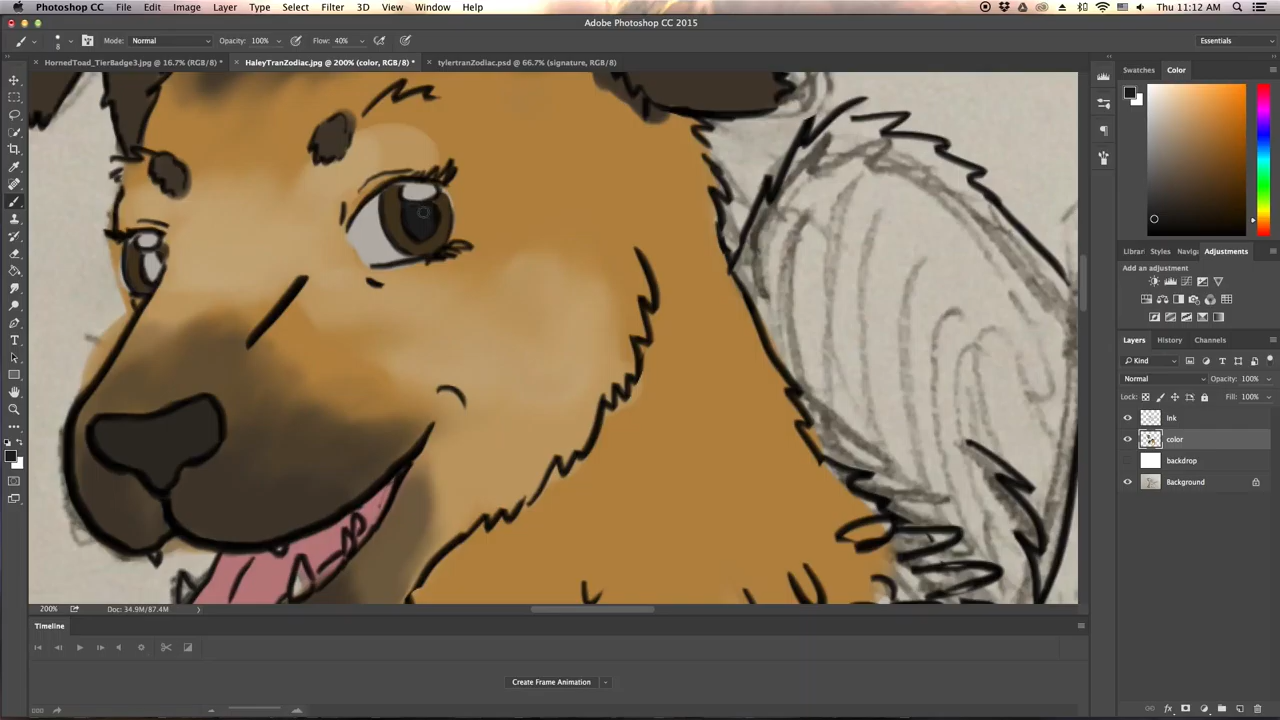 Photoshop CC File Edit Image Layer Type Select Filter 3D View Window Help Thu 11:12 AM
Adobe Photoshop CC 2015
8 Mode: Normal Opacity: 100% Flow: 40% Essentials
HornedToad_TierBadge3.jpg @ 16.7% (RGB/8) * HaleyTranZodiac.jpg @ 200% (color, RGB/8) * tylertranZodiac.psd @ 66.7% (signature, RGB/8)
Swatches Color
Librar Styles Naviga Adjustments
Add an adjustment
Layers History Channels
Kind
Normal Opacity: 100%
Lock: Fill: 100%
Ink
color
backdrop
Background
200% Doc: 34.9M/87.4M
Timeline
Create Frame Animation